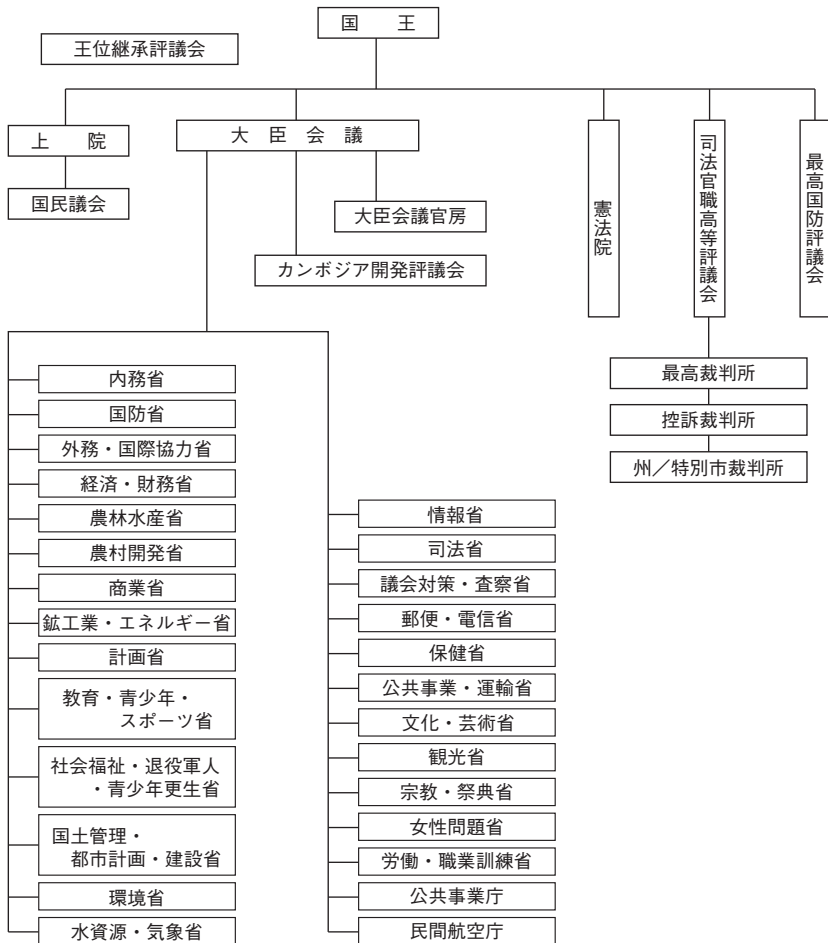 国　王
王位継承評議会
上　院
大 臣 会 議
憲法院
司法官職高等評議会
最高国防評議会
国民議会
大臣会議官房
カンボジア開発評議会
最高裁判所
控訴裁判所
州／特別市裁判所
内務省
国防省
外務・国際協力省
経済・財務省
農林水産省
農村開発省
商業省
鉱工業・エネルギー省
計画省
教育・青少年・
スポーツ省
社会福祉・退役軍人
・青少年更生省
国土管理・
都市計画・建設省
環境省
水資源・気象省
情報省
司法省
議会対策・査察省
郵便・電信省
保健省
公共事業・運輸省
文化・芸術省
観光省
宗教・祭典省
女性問題省
労働・職業訓練省
公共事業庁
民間航空庁